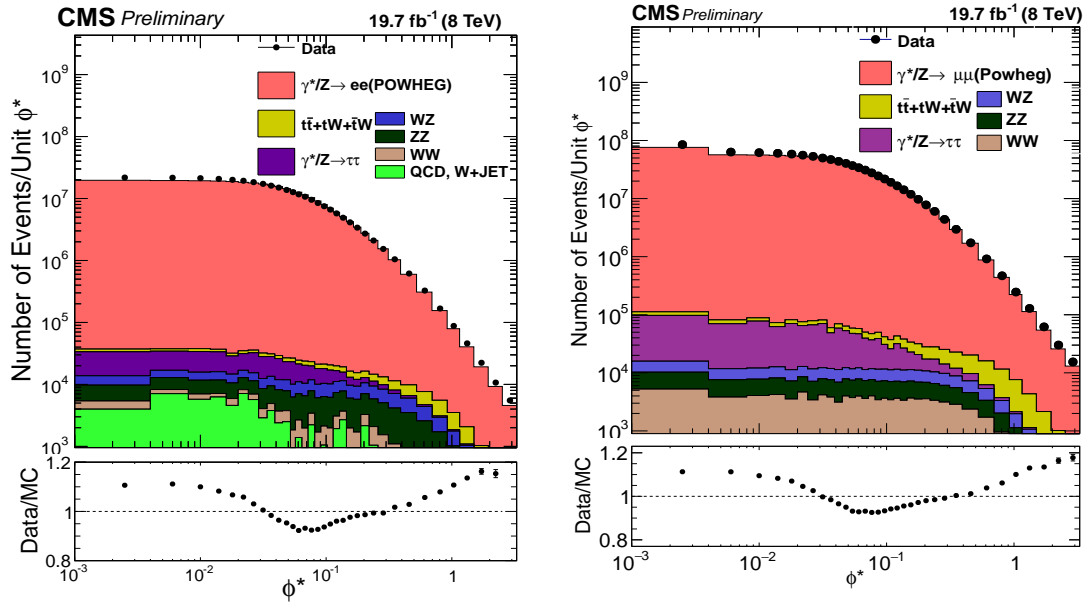 CMS Preliminary 19.7 fb⁻¹ (8 TeV)
Number of Events/Unit ϕ*
10⁹
10⁸
10⁷
10⁶
10⁵
10⁴
10³
Data
γ*/Z→ ee(POWHEG)
tt̄+tW+t̄W
γ*/Z→ττ
WZ
ZZ
WW
QCD, W+JET
Data/MC
1.2
1
0.8
10⁻³ 10⁻² 10⁻¹ 1
ϕ*
CMS Preliminary 19.7 fb⁻¹ (8 TeV)
Number of Events/Unit ϕ*
10⁹
10⁸
10⁷
10⁶
10⁵
10⁴
10³
Data
γ*/Z→ μμ(Powheg)
tt̄+tW+t̄W
γ*/Z→ττ
WZ
ZZ
WW
Data/MC
1.2
1
0.8
10⁻³ 10⁻² 10⁻¹ 1
ϕ*